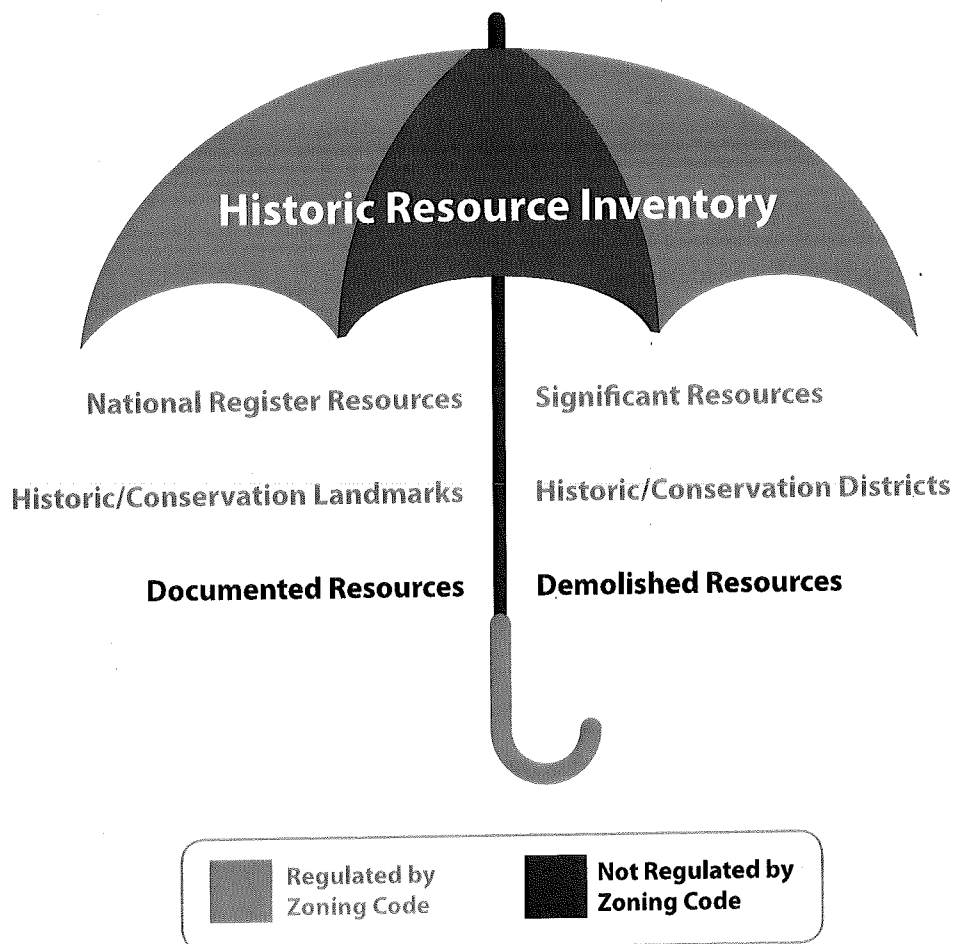 Historic Resource Inventory
National Register Resources
Significant Resources
Historic/Conservation Landmarks
Historic/Conservation Districts
Documented Resources
Demolished Resources
Regulated by
Zoning Code
Not Regulated by
Zoning Code